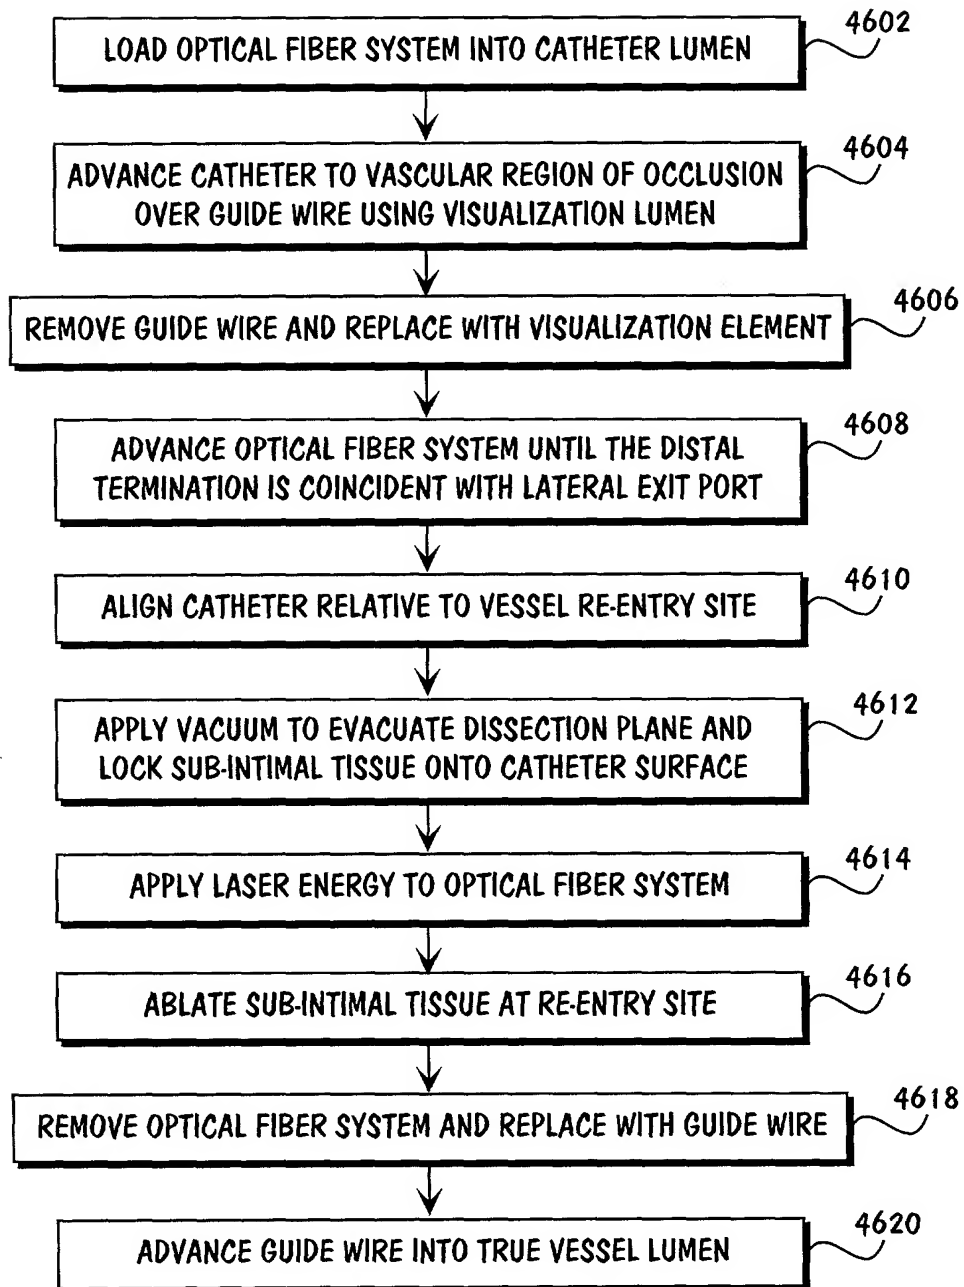 LOAD OPTICAL FIBER SYSTEM INTO CATHETER LUMEN
4602
ADVANCE CATHETER TO VASCULAR REGION OF OCCLUSION
OVER GUIDE WIRE USING VISUALIZATION LUMEN
4604
REMOVE GUIDE WIRE AND REPLACE WITH VISUALIZATION ELEMENT
4606
ADVANCE OPTICAL FIBER SYSTEM UNTIL THE DISTAL
TERMINATION IS COINCIDENT WITH LATERAL EXIT PORT
4608
ALIGN CATHETER RELATIVE TO VESSEL RE-ENTRY SITE
4610
APPLY VACUUM TO EVACUATE DISSECTION PLANE AND
LOCK SUB-INTIMAL TISSUE ONTO CATHETER SURFACE
4612
APPLY LASER ENERGY TO OPTICAL FIBER SYSTEM
4614
ABLATE SUB-INTIMAL TISSUE AT RE-ENTRY SITE
4616
REMOVE OPTICAL FIBER SYSTEM AND REPLACE WITH GUIDE WIRE
4618
ADVANCE GUIDE WIRE INTO TRUE VESSEL LUMEN
4620